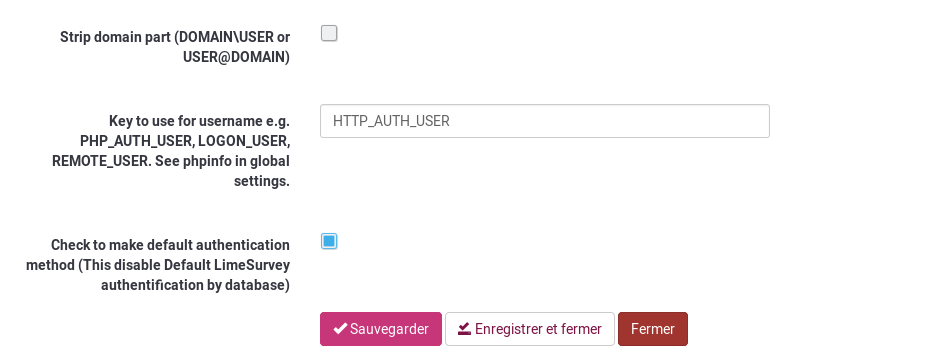 Strip domain part (DOMAIN\USER or
USER@DOMAIN)
Key to use for username e.g.
PHP_AUTH_USER, LOGON_USER,
REMOTE_USER. See phpinfo in global
settings.
HTTP_AUTH_USER
Check to make default authentication
method (This disable Default LimeSurvey
authentification by database)
Sauvegarder Enregistrer et fermer Fermer